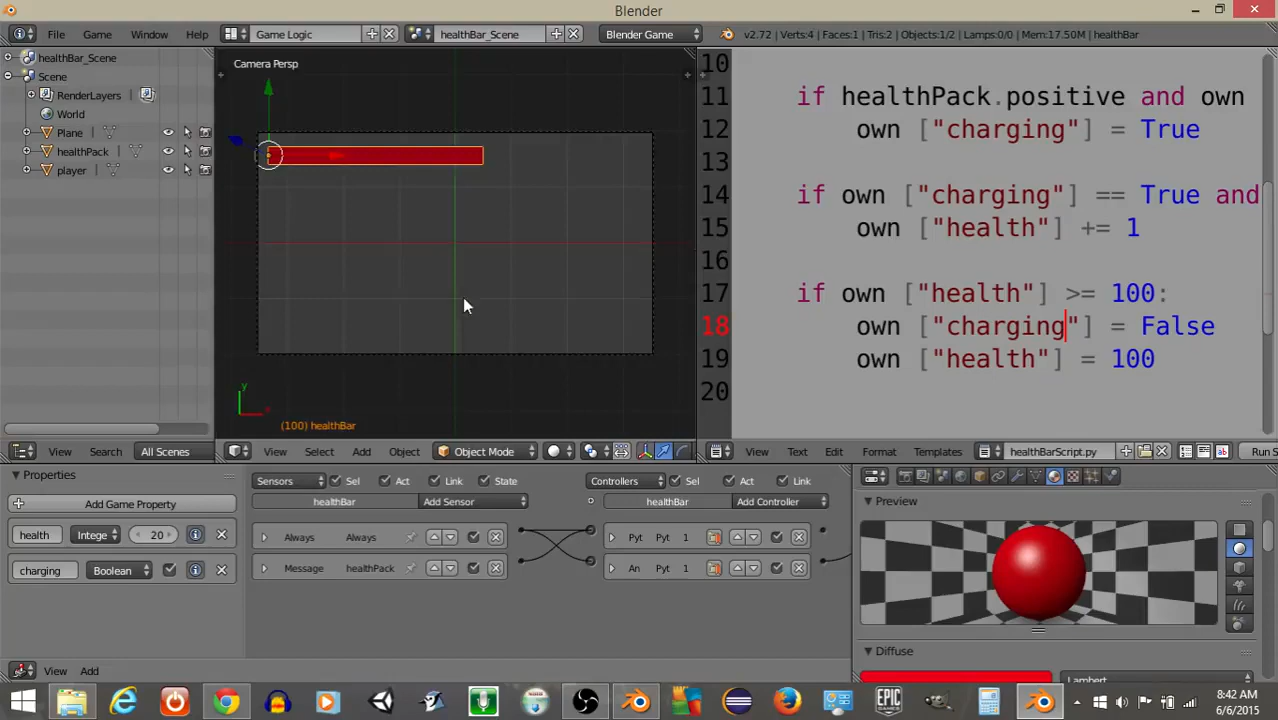 Blender
File Game Window Help Game Logic healthBar_Scene Blender Game v2.72 | Verts:4 | Faces:1 | Tris:2 | Objects:1/2 | Lamps:0/0 | Mem:17.50M | healthBar
healthBar_Scene
Scene
RenderLayers
World
Plane
healthPack
player
Camera Persp
y
(100) healthBar
10
11 if healthPack.positive and own
12 own ["charging"] = True
13
14 if own ["charging"] == True and
15 own ["health"] += 1
16
17 if own ["health"] >= 100:
18 own ["charging"] = False
19 own ["health"] = 100
20
View Search All Scenes
View Select Add Object Object Mode
View Text Edit Format Templates healthBarScript.py Run S
Properties
Add Game Property
health Intege 20
charging Boolean
Sensors Sel Act Link State
healthBar Add Sensor
Always Always
Message healthPack
Controllers Sel Act Link
healthBar Add Controller
Pyt Pyt 1
An Pyt 1
Preview
Diffuse
Lambert
View Add
EPIC GAMES
8:42 AM
6/6/2015